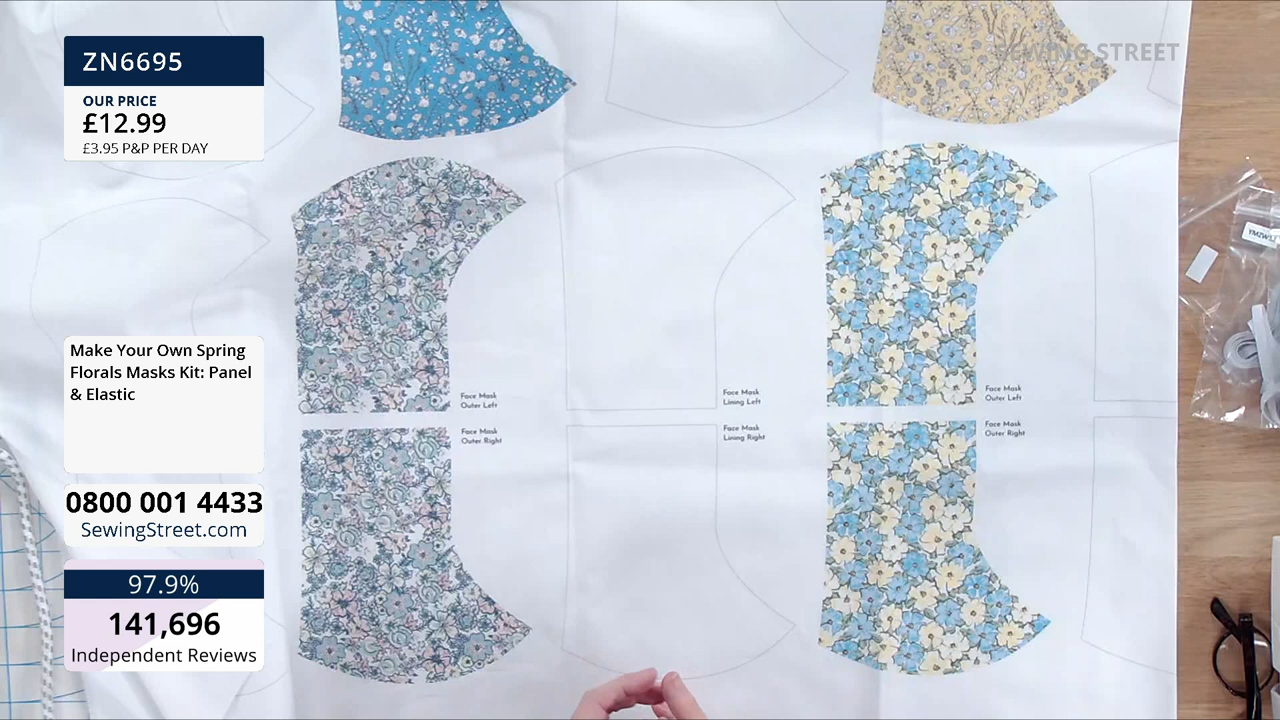 ZN6695
OUR PRICE
£12.99
£3.95 P&P PER DAY
SEWING STREET
Make Your Own Spring
Florals Masks Kit: Panel
& Elastic
0800 001 4433
SewingStreet.com
97.9%
141,696
Independent Reviews
Face Mask
Outer Left
Face Mask
Outer Right
Face Mask
Lining Left
Face Mask
Lining Right
Face Mask
Outer Left
Face Mask
Outer Right